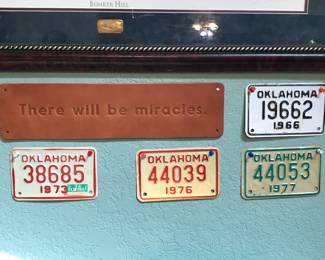 BUNKER HILL
There will be miracles.
OKLAHOMA
19662
1966
OKLAHOMA
38685
1973
OKLAHOMA
44039
1976
OKLAHOMA
44053
1977